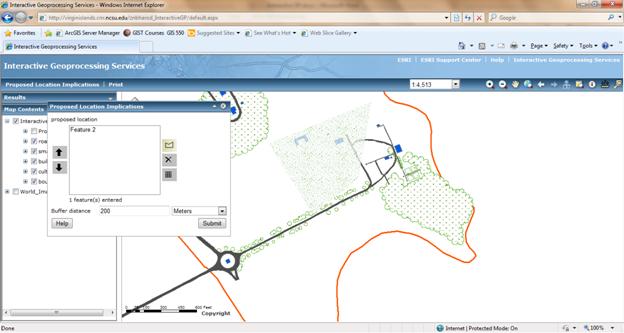 Interactive Geoprocessing Services - Windows Internet Explorer
http://virginislands.cnr.ncsu.edu/
default.aspx
Google
Favorites ArcGIS Server Manager GIST Courses GIS 550 Suggested Sites See What's Hot Web Slice Gallery
Interactive Geoprocessing Services
Page Safety Tools
Interactive Geoprocessing Services
ESRI ESRI Support Center Help Interactive Geoprocessing Services
Proposed Location Implications Print
1:4,513
Results
Map Contents
Proposed Location Implications
Interactive
Pro
roa
sma
buil
cult
bou
World_Im
proposed location
Feature 2
1 feature(s) entered
Buffer distance 200 Meters
Help Submit
Feet
Copyright
Done
Internet | Protected Mode: On
100%